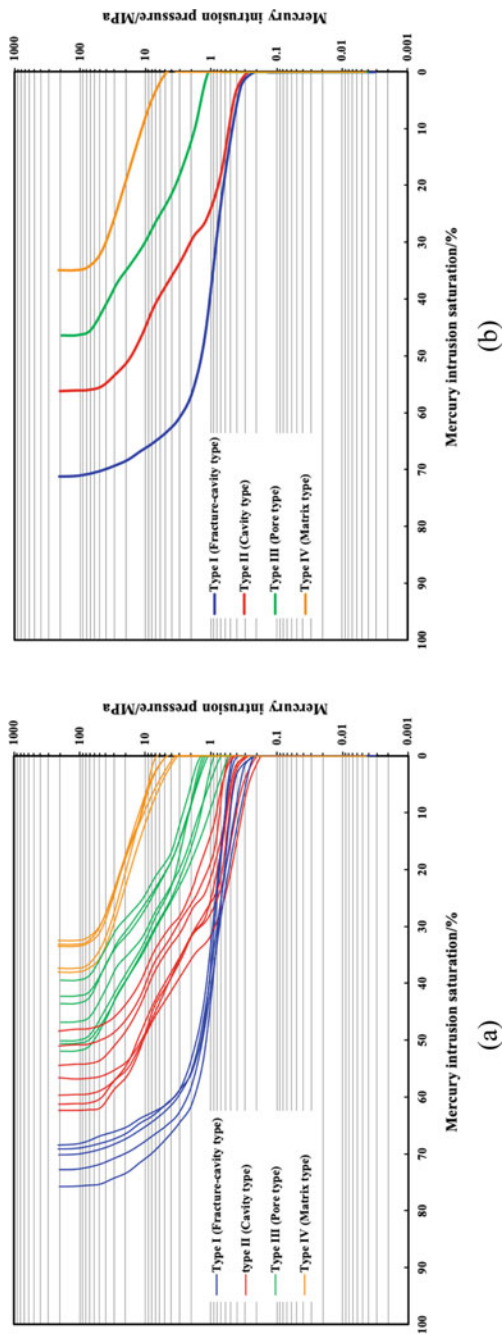 Mercury intrusion pressure/MPa
1000
100
10
1
0.1
0.01
0.001
Type I (Fracture-cavity type)
type II (Cavity type)
Type III (Pore type)
Type IV (Matrix type)
100 90 80 70 60 50 40 30 20 10 0
Mercury intrusion saturation/%
(a)
Mercury intrusion pressure/MPa
1000
100
10
1
0.1
0.01
0.001
Type I (Fracture-cavity type)
Type II (Cavity type)
Type III (Pore type)
Type IV (Matrix type)
100 90 80 70 60 50 40 30 20 10 0
Mercury intrusion saturation/%
(b)